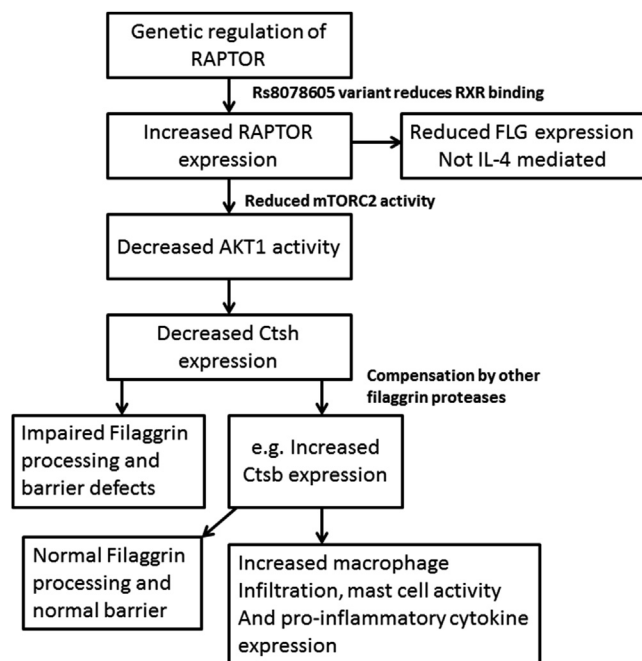 Genetic regulation of
RAPTOR
Rs8078605 variant reduces RXR binding
Increased RAPTOR
expression
Reduced FLG expression
Not IL-4 mediated
Reduced mTORC2 activity
Decreased AKT1 activity
Decreased Ctsh
expression
Compensation by other
filaggrin proteases
Impaired Filaggrin
processing and
barrier defects
e.g. Increased
Ctsb expression
Normal Filaggrin
processing and
normal barrier
Increased macrophage
Infiltration, mast cell activity
And pro-inflammatory cytokine
expression